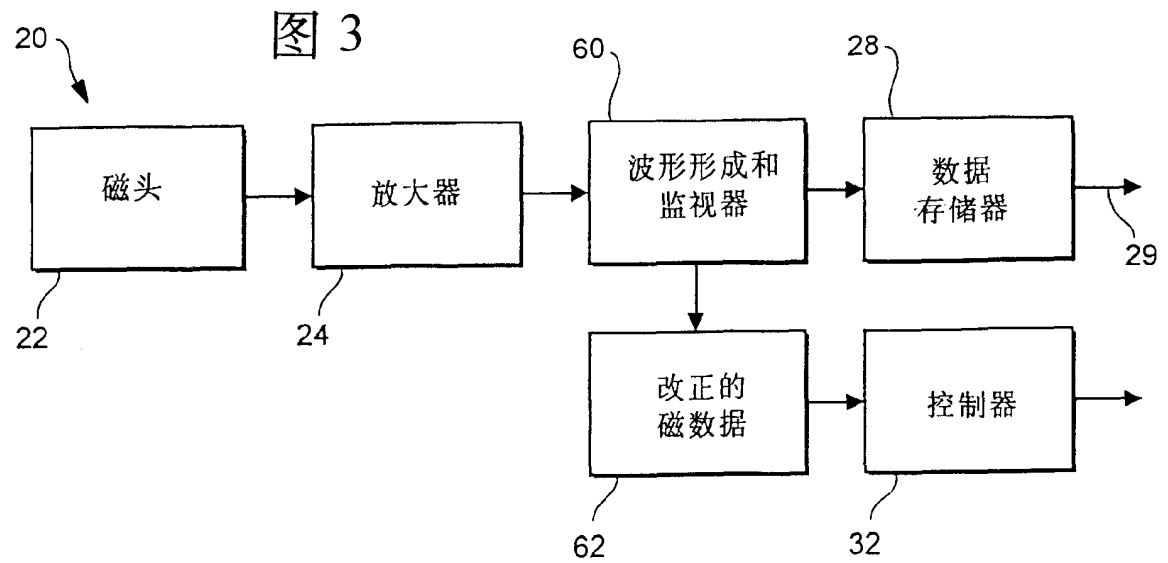 图 3
20
60
28
磁头
放大器
波形形成和
监视器
数据
存储器
22
24
29
改正的
磁数据
控制器
62
32